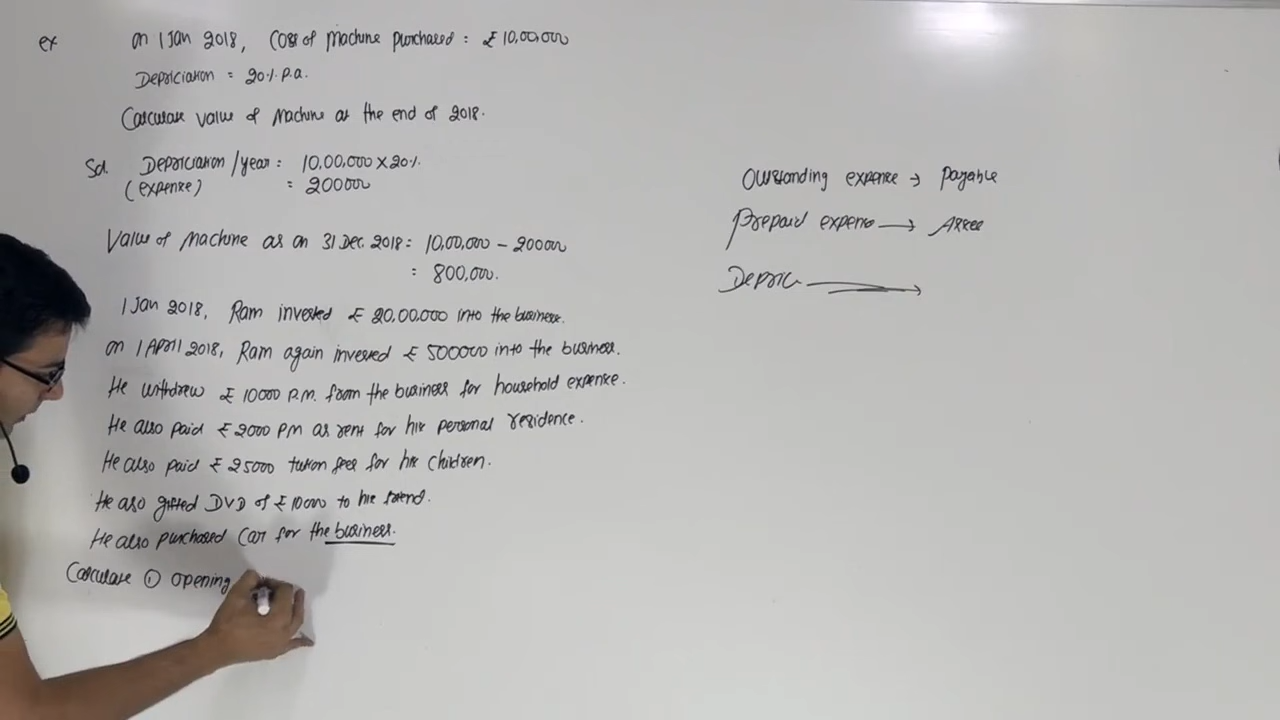 ex on 1 Jan 2018, Cost of Machine purchased = ₹ 10,00,000
Depriciation = 20% p.a.
Calculate value of Machine at the end of 2018.
Sol. Depriciation/year = 10,00,000 × 20%
(expense) = 200000
Value of Machine as on 31 Dec. 2018 = 10,00,000 - 200000
= 800,000.
1 Jan 2018, Ram invested ₹ 20,00,000 into the business.
on 1 April 2018, Ram again invested ₹ 500000 into the business.
He withdrew ₹ 10000 P.M. from the business for household expense.
He also paid ₹ 2000 PM as rent for his personal residence.
He also paid ₹ 25000 tution fees for his children.
He also gifted DVD of ₹ 10000 to his friend.
He also purchased Car for the business.
Calculate ① opening
Outstanding expense → Payable
Prepaid expense → Asset
Depric →